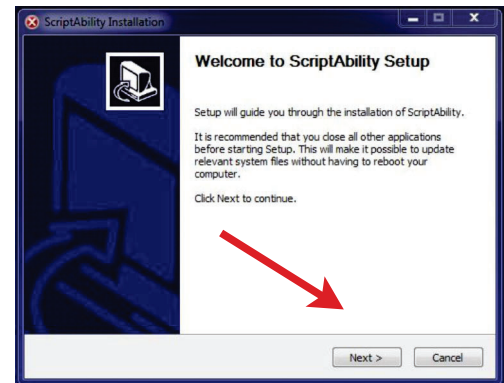 ScriptAbility Installation
Welcome to ScriptAbility Setup
Setup will guide you through the installation of ScriptAbility.
It is recommended that you close all other applications
before starting Setup. This will make it possible to update
relevant system files without having to reboot your
computer.
Click Next to continue.
Next >
Cancel